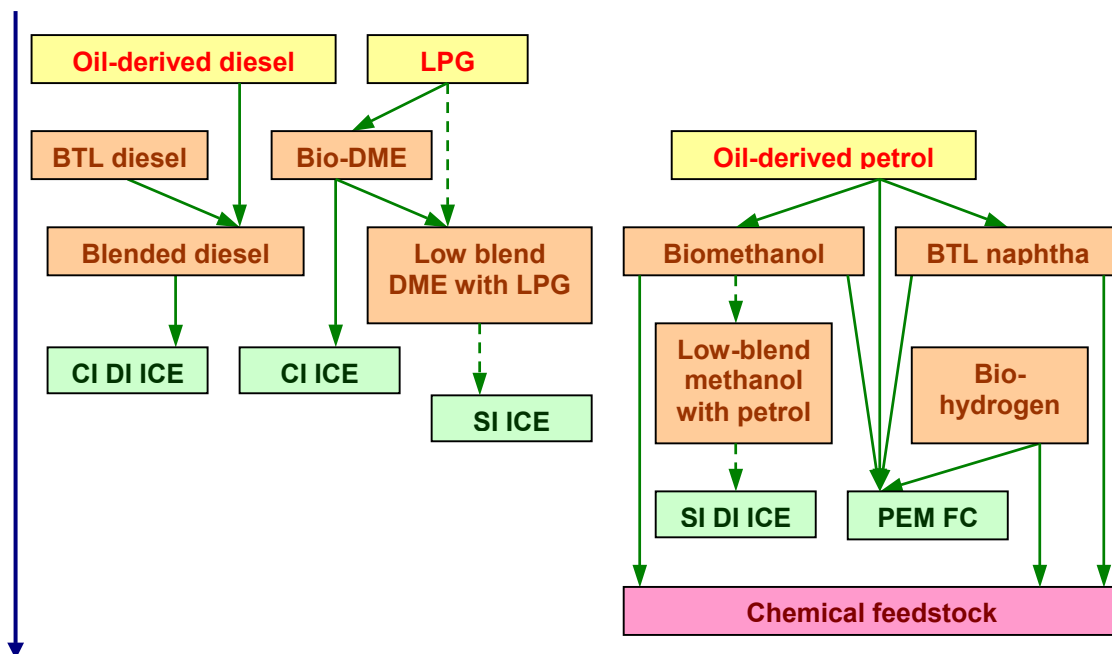 Oil-derived diesel
LPG
BTL diesel
Bio-DME
Oil-derived petrol
Blended diesel
Low blend
DME with LPG
Biomethanol
BTL naphtha
CI DI ICE
CI ICE
SI ICE
Low-blend
methanol
with petrol
Bio-
hydrogen
SI DI ICE
PEM FC
Chemical feedstock